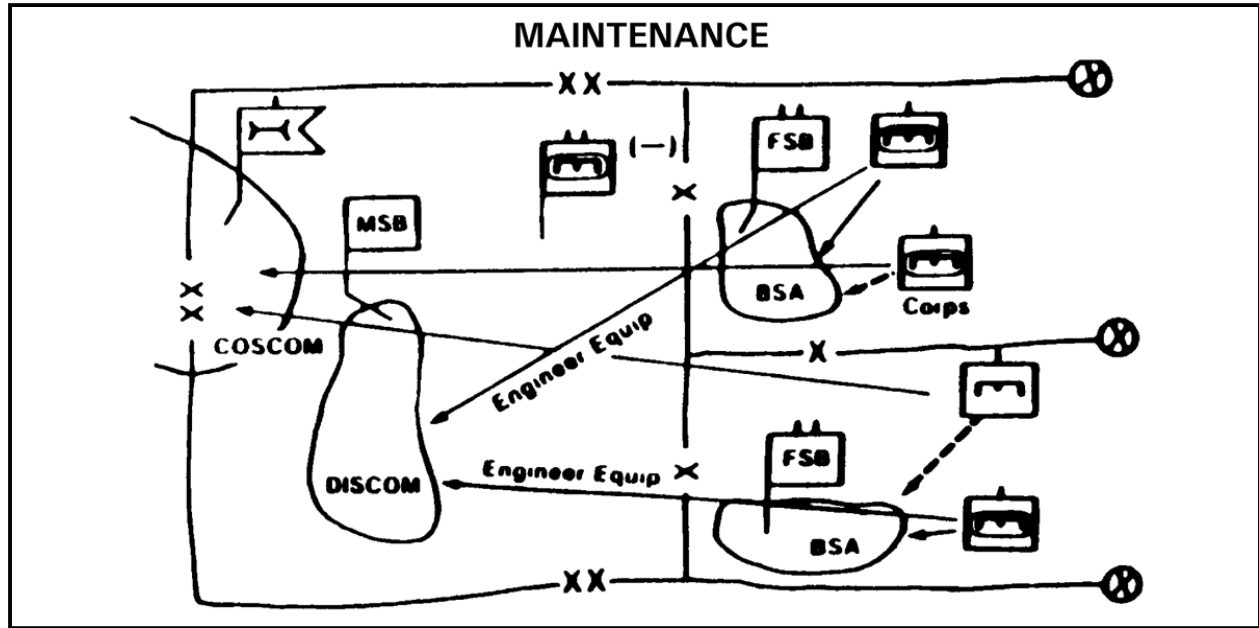 MAINTENANCE
XX
X
(—)
FSB
X
MSB
BSA
Corps
X
X
COSCOM
Engineer Equip
X
FSB
Engineer Equip
X
DISCOM
BSA
XX